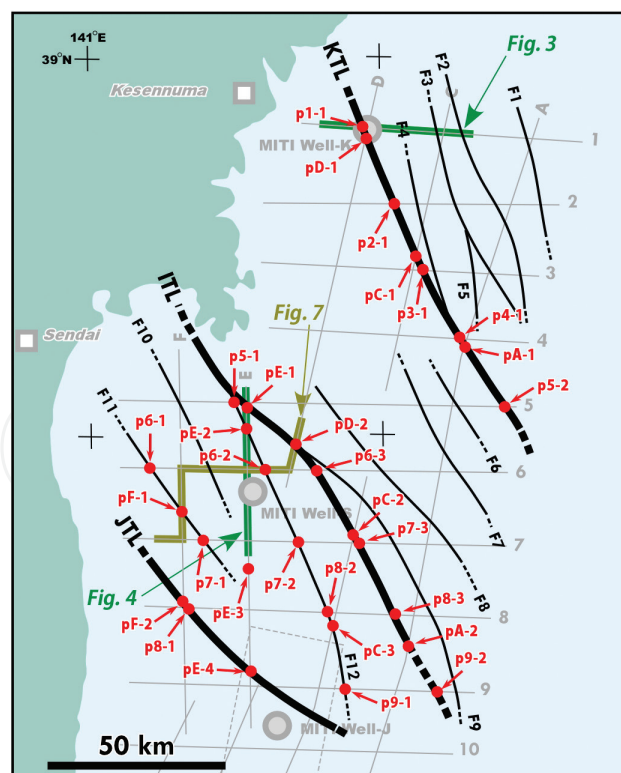 141°E
39°N
Kesennuma
KTL
D
F3
F2
C
Fig. 3
F1
A
p1-1
MITI Well-K
pD-1
F4
1
p2-1
2
pC-1
p3-1
F5
3
ITL
Sendai
F10
F
Fig. 7
p4-1
pA-1
4
p5-1
E
pE-1
p5-2
5
F11
p6-1
pE-2
p6-2
pD-2
p6-3
F6
6
pF-1
MITI Well-S
F7
JTL
pC-2
p7-3
7
p7-1
p7-2
p8-2
Fig. 4
pE-3
F8
pF-2
p8-1
p8-3
8
pC-3
pA-2
pE-4
F12
p9-2
p9-1
9
MITI Well-J
F9
50 km
10